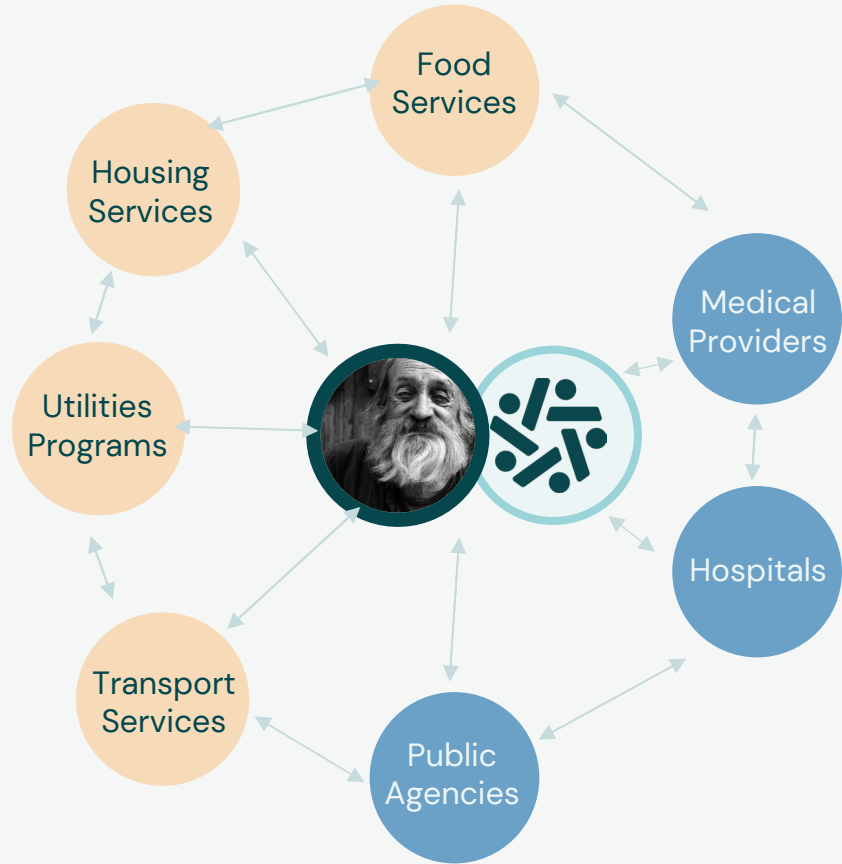 Food
Services
Housing
Services
Medical
Providers
Utilities
Programs
Hospitals
Transport
Services
Public
Agencies